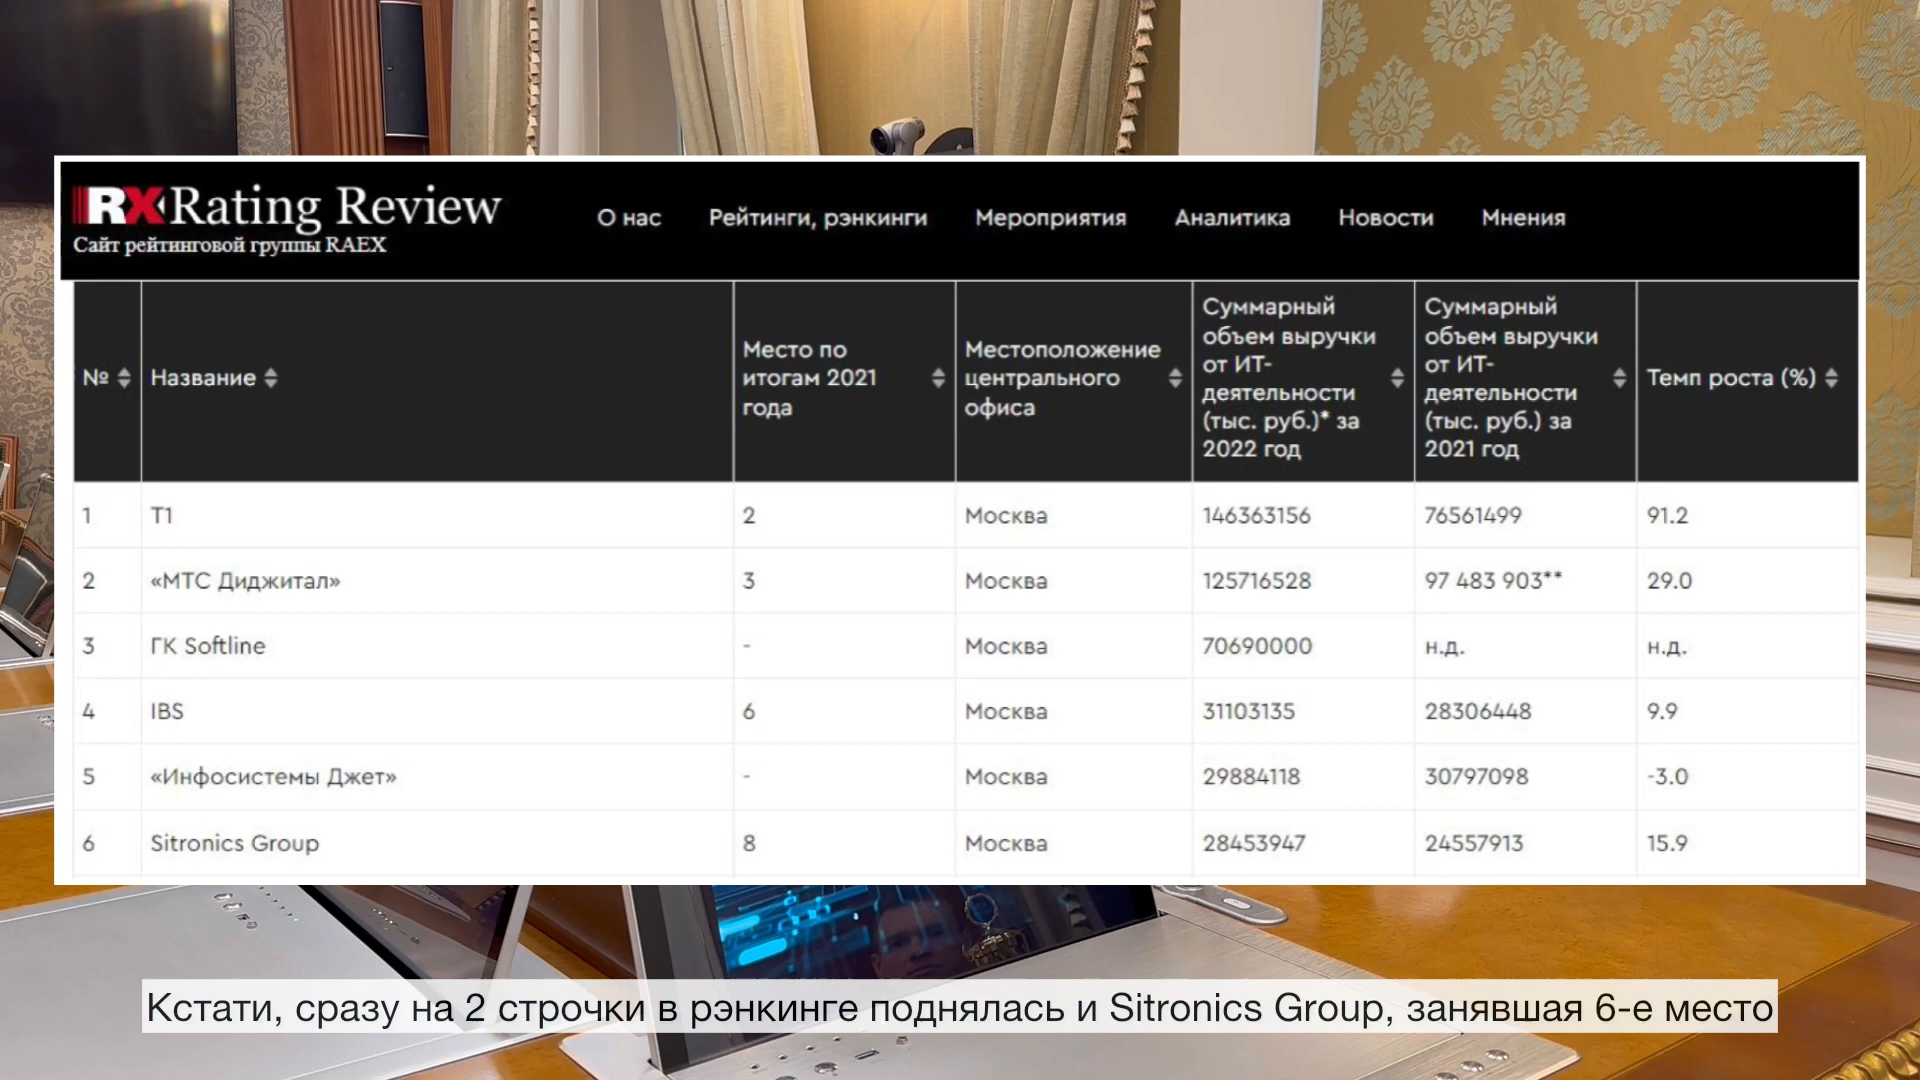 RX Rating Review
Сайт рейтинговой группы RAEX
О нас Рейтинги, рэнкинги Мероприятия Аналитика Новости Мнения
№ Название Место по итогам 2021 года Местоположение центрального офиса Суммарный объем выручки от ИТ-деятельности (тыс. руб.)* за 2022 год Суммарный объем выручки от ИТ-деятельности (тыс. руб.) за 2021 год Темп роста (%)
1 Т1 2 Москва 146363156 76561499 91.2
2 «МТС Диджитал» 3 Москва 125716528 97 483 903** 29.0
3 ГК Softline - Москва 70690000 н.д. н.д.
4 IBS 6 Москва 31103135 28306448 9.9
5 «Инфосистемы Джет» - Москва 29884118 30797098 -3.0
6 Sitronics Group 8 Москва 28453947 24557913 15.9
Кстати, сразу на 2 строчки в рэнкинге поднялась и Sitronics Group, занявшая 6-е место